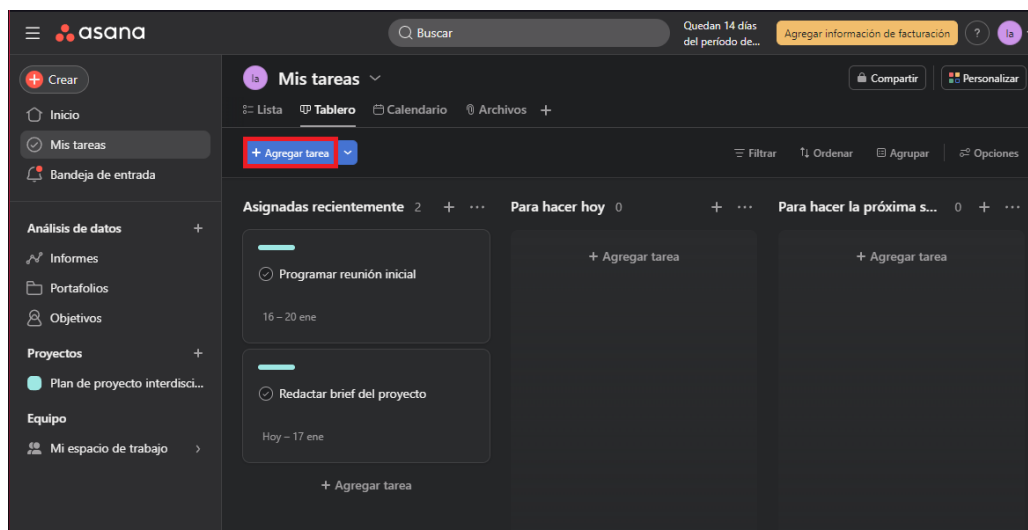 asana
Buscar
Quedan 14 días
del período de...
Agregar información de facturación
?
la
Crear
Inicio
Mis tareas
Bandeja de entrada
Análisis de datos
Informes
Portafolios
Objetivos
Proyectos
Plan de proyecto interdisci...
Equipo
Mi espacio de trabajo
la
Mis tareas
Compartir
Personalizar
Lista
Tablero
Calendario
Archivos
+ Agregar tarea
Filtrar
Ordenar
Agrupar
Opciones
Asignadas recientemente 2
Programar reunión inicial
16 – 20 ene
Redactar brief del proyecto
Hoy – 17 ene
+ Agregar tarea
Para hacer hoy 0
+ Agregar tarea
Para hacer la próxima s... 0
+ Agregar tarea